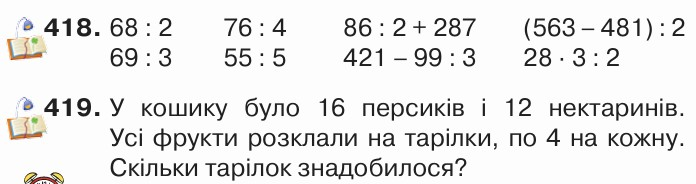 418. 68 : 2 76 : 4 86 : 2 + 287 (563 – 481) : 2
69 : 3 55 : 5 421 – 99 : 3 28 · 3 : 2
419. У кошику було 16 персиків і 12 нектаринів.
Усі фрукти розклали на тарілки, по 4 на кожну.
Скільки тарілок знадобилося?